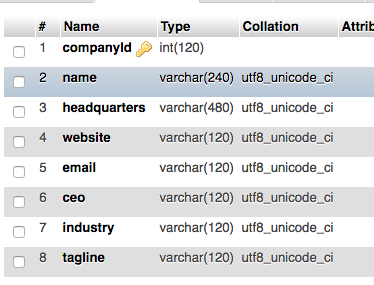 # Name Type Collation Attrib
1 companyId int(120)
2 name varchar(240) utf8_unicode_ci
3 headquarters varchar(480) utf8_unicode_ci
4 website varchar(120) utf8_unicode_ci
5 email varchar(120) utf8_unicode_ci
6 ceo varchar(120) utf8_unicode_ci
7 industry varchar(120) utf8_unicode_ci
8 tagline varchar(120) utf8_unicode_ci